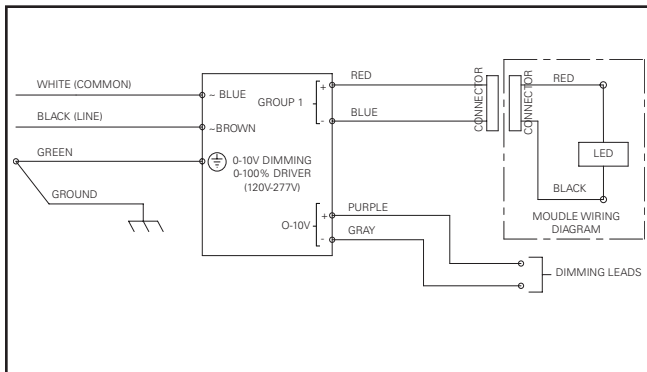 WHITE (COMMON)
BLACK (LINE)
GREEN
GROUND
~ BLUE
~BROWN
GROUP 1
+
-
0-10V DIMMING
0-100% DRIVER
(120V-277V)
O-10V
+
-
RED
BLUE
PURPLE
GRAY
CONNECTOR
CONNECTOR
RED
LED
BLACK
MOUDLE WIRING
DIAGRAM
DIMMING LEADS